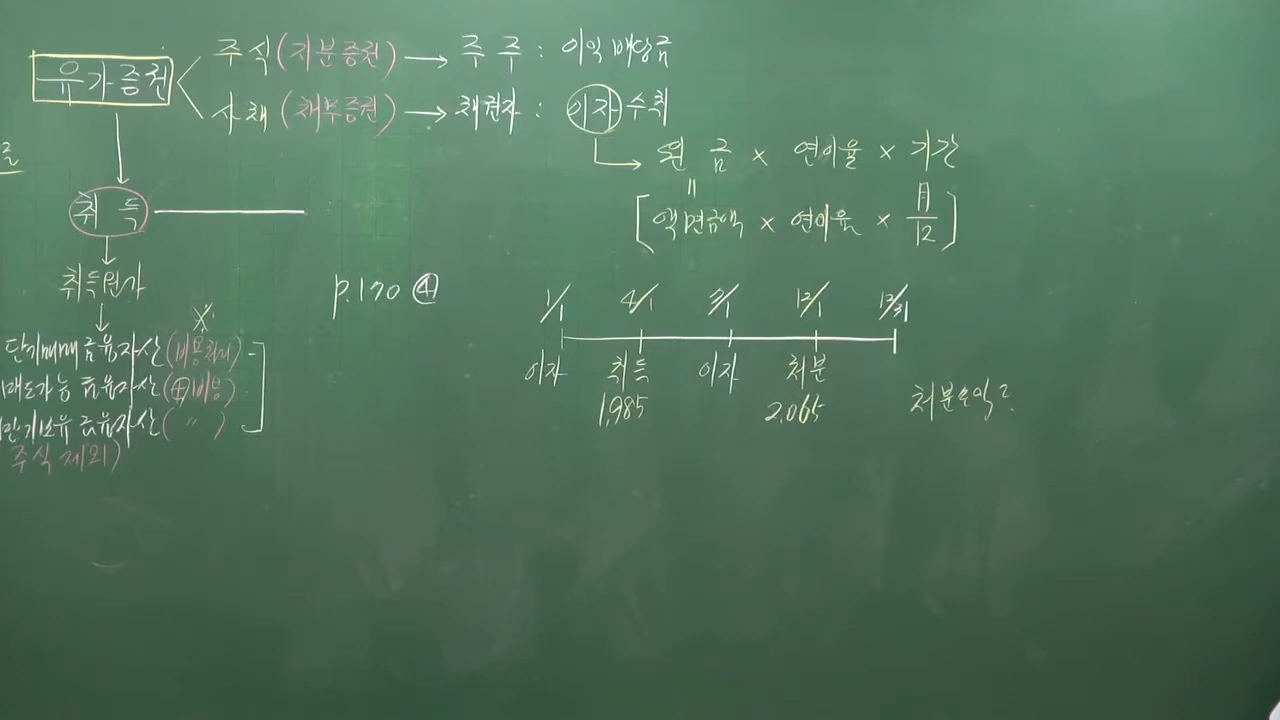 유가증권
주식 (지분증권) → 주주 : 이익배당금
사채 (채무증권) → 채권자 : 이자수취
원금 × 연이율 × 기간
"
[액면금액 × 연이율 × 月/12]
취득
취득원가
p.170 ④
X
단기매매금융자산 (비용처리)
매도가능금융자산 (⊕비용)
만기보유금융자산 ( 〃 )
주식 제외)
1/1 4/1 12/1 12/31
이자 취득 이자 처분
1,985 2,065 처분손익?